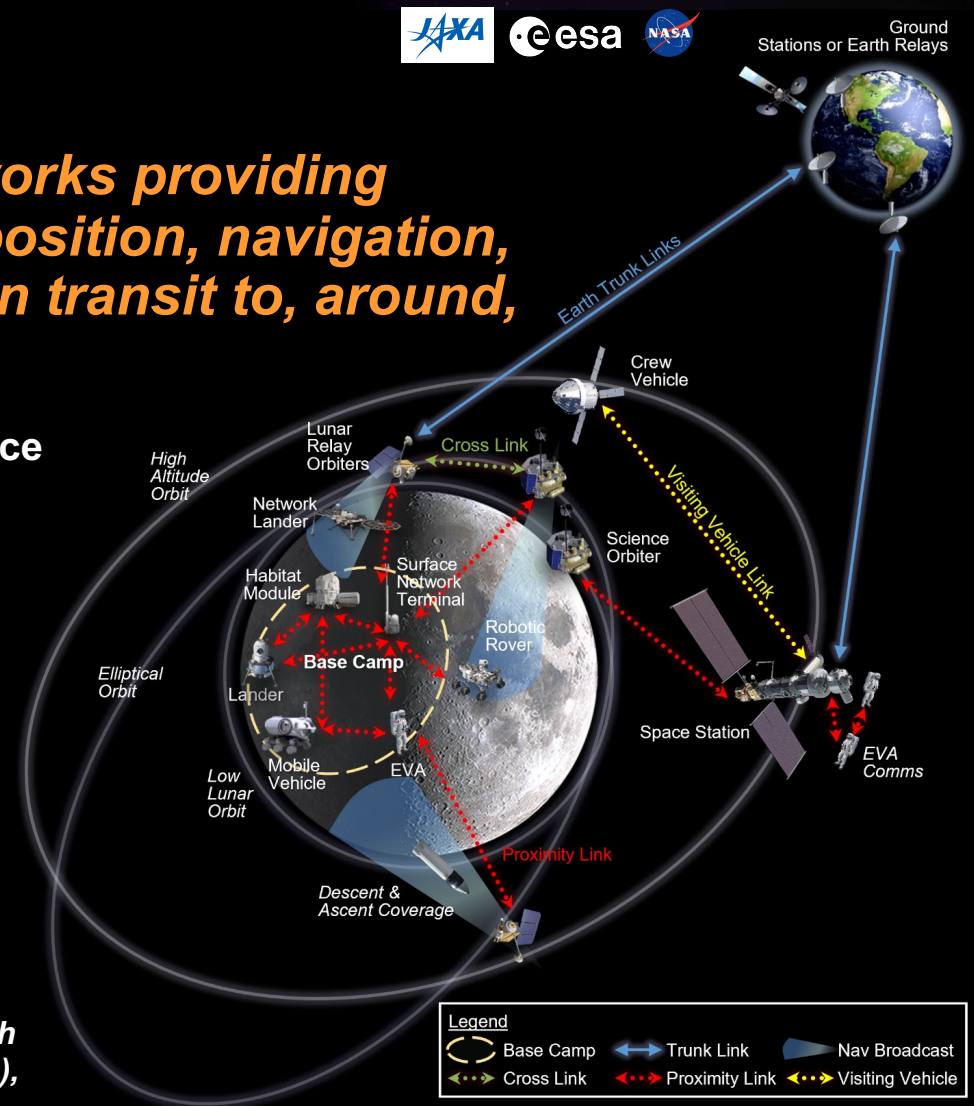 JAXA
esa
NASA
Ground
Stations or Earth Relays
orks providing
position, navigation,
n transit to, around,
Earth Trunk Links
Crew
Vehicle
ce
Lunar
Relay
Orbiters
Cross Link
High
Altitude
Orbit
Visiting Vehicle Link
Network
Lander
Science
Orbiter
Surface
Network
Terminal
Habitat
Module
Robotic
Rover
Base Camp
Elliptical
Orbit
Lander
Space Station
EVA
Comms
Mobile
Vehicle
EVA
Low
Lunar
Orbit
Proximity Link
Descent &
Ascent Coverage
h
),
Legend
Base Camp
Trunk Link
Nav Broadcast
Cross Link
Proximity Link
Visiting Vehicle